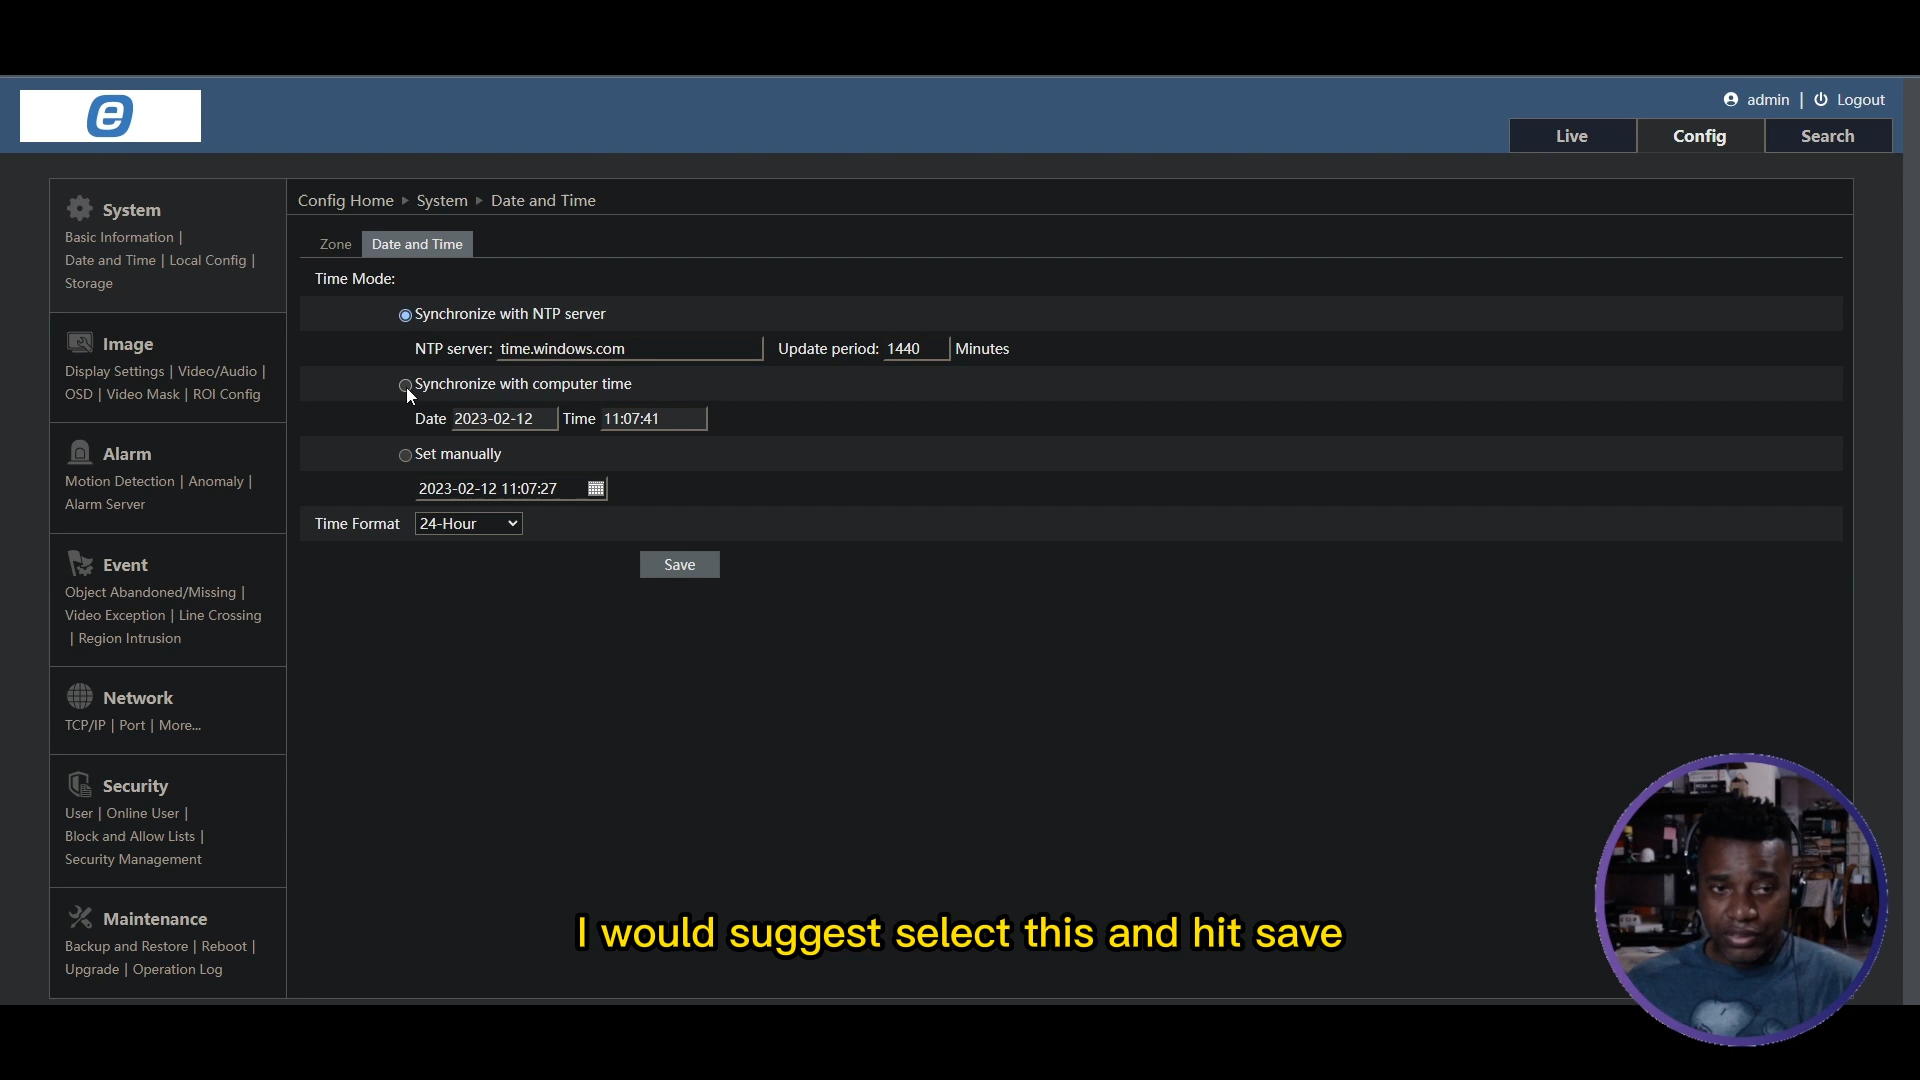 e
admin | Logout
Live Config Search
Config Home System Date and Time
System
Basic Information |
Date and Time | Local Config |
Storage
Image
Display Settings | Video/Audio |
OSD | Video Mask | ROI Config
Alarm
Motion Detection | Anomaly |
Alarm Server
Event
Object Abandoned/Missing |
Video Exception | Line Crossing
| Region Intrusion
Network
TCP/IP | Port | More...
Security
User | Online User |
Block and Allow Lists |
Security Management
Maintenance
Backup and Restore | Reboot |
Upgrade | Operation Log
Zone Date and Time
Time Mode:
Synchronize with NTP server
NTP server: time.windows.com Update period: 1440 Minutes
Synchronize with computer time
Date 2023-02-12 Time 11:07:41
Set manually
2023-02-12 11:07:27
Time Format 24-Hour
Save
I would suggest select this and hit save